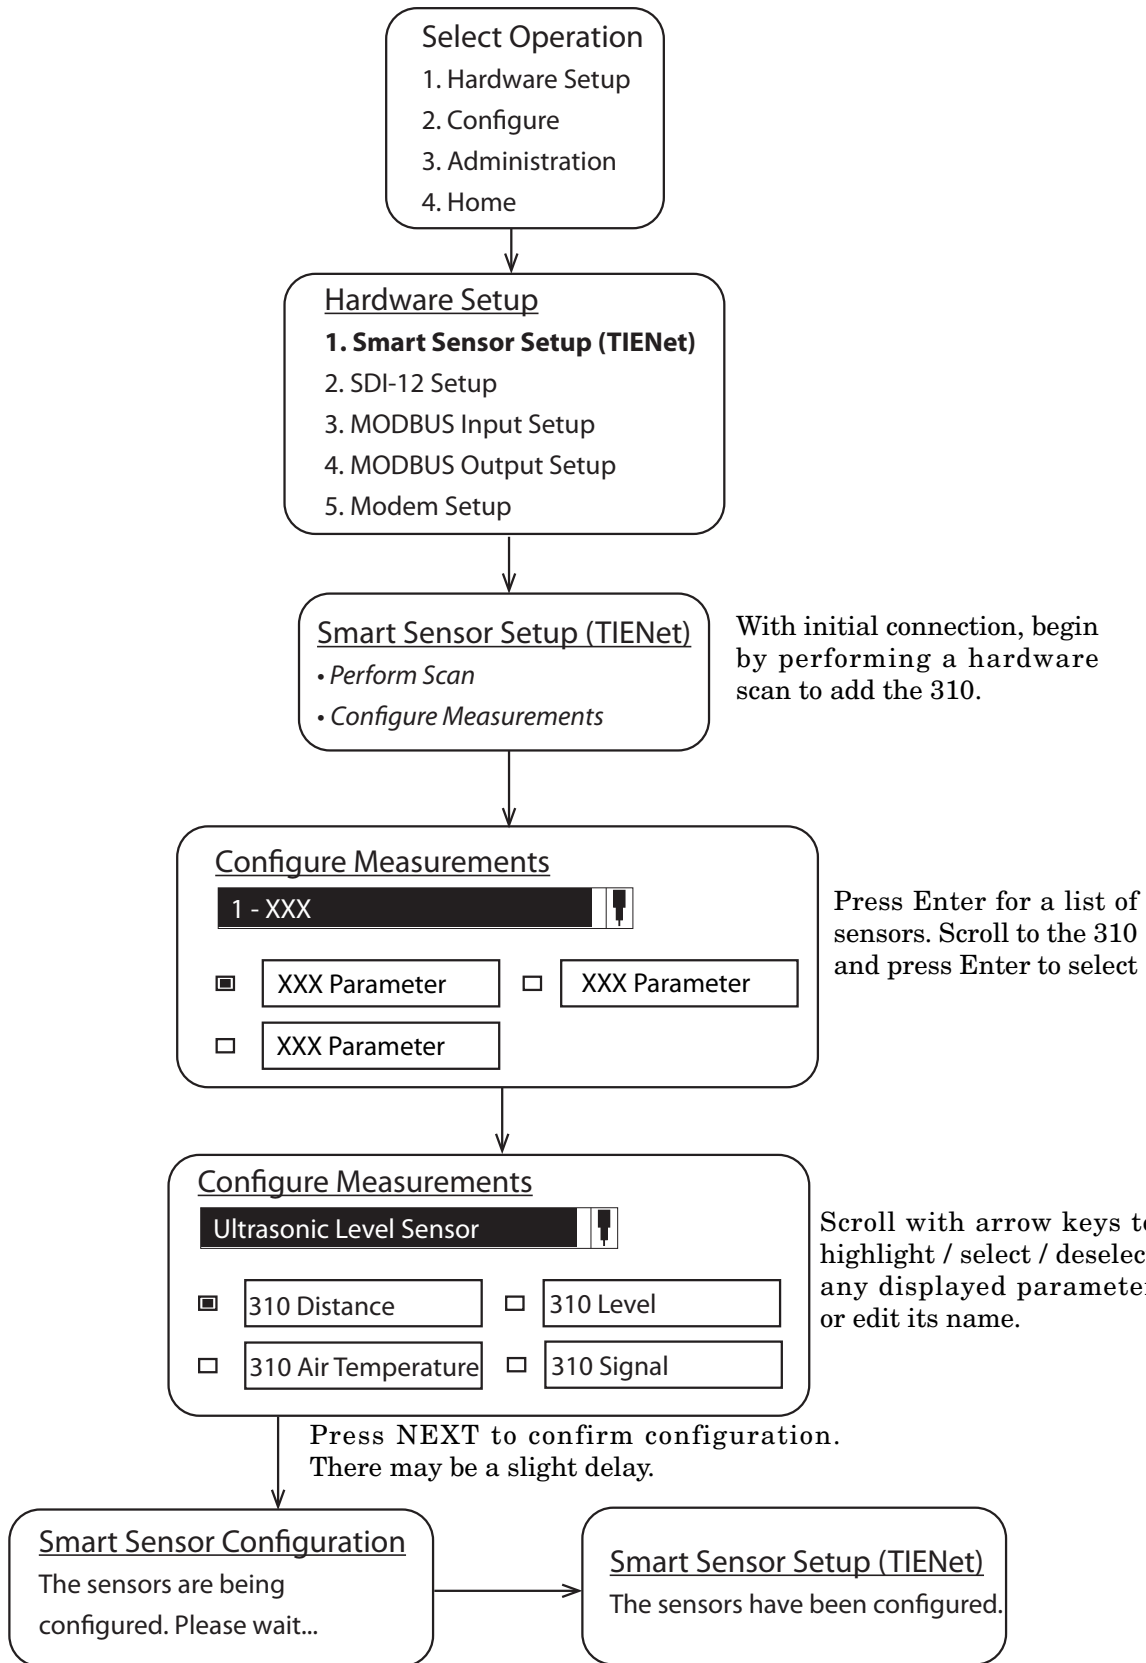 Select Operation
1. Hardware Setup
2. Configure
3. Administration
4. Home
Hardware Setup
1. Smart Sensor Setup (TIENet)
2. SDI-12 Setup
3. MODBUS Input Setup
4. MODBUS Output Setup
5. Modem Setup
Smart Sensor Setup (TIENet)
• Perform Scan
• Configure Measurements
With initial connection, begin
by performing a hardware
scan to add the 310.
Configure Measurements
1 - XXX
XXX Parameter
XXX Parameter
XXX Parameter
Press Enter for a list of
sensors. Scroll to the 310
and press Enter to select
Configure Measurements
Ultrasonic Level Sensor
310 Distance
310 Level
310 Air Temperature
310 Signal
Scroll with arrow keys to
highlight / select / deselec
any displayed parameter
or edit its name.
Press NEXT to confirm configuration.
There may be a slight delay.
Smart Sensor Configuration
The sensors are being
configured. Please wait...
Smart Sensor Setup (TIENet)
The sensors have been configured.